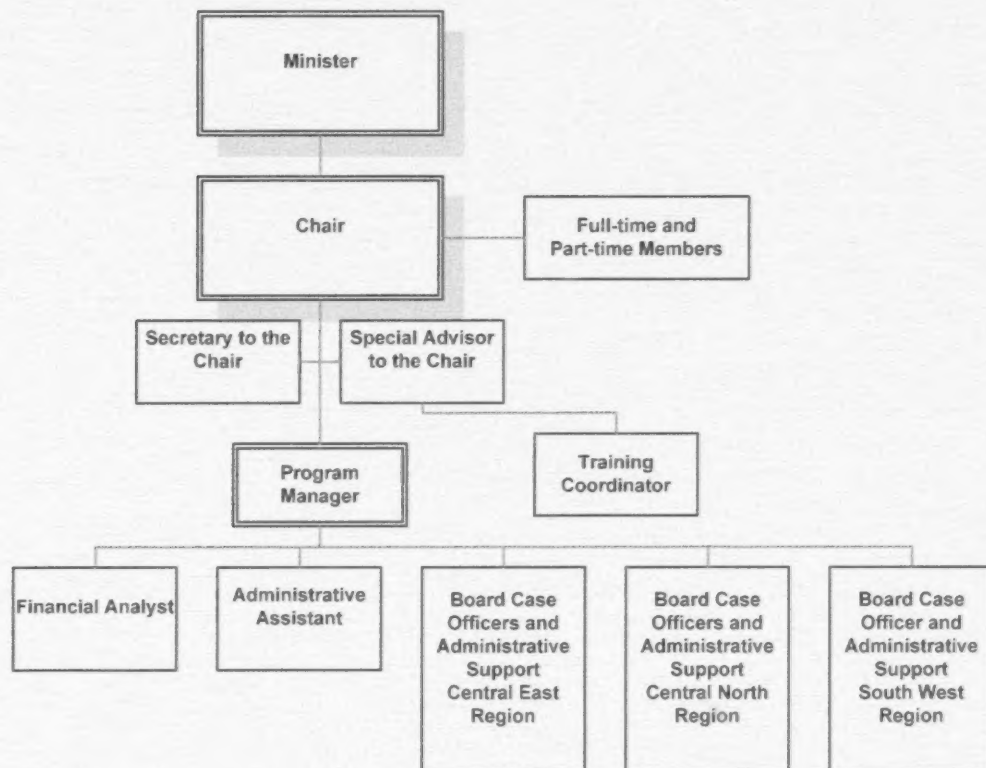 Minister
Chair
Full-time and
Part-time Members
Secretary to the
Chair
Special Advisor
to the Chair
Program
Manager
Training
Coordinator
Financial Analyst
Administrative
Assistant
Board Case
Officers and
Administrative
Support
Central East
Region
Board Case
Officers and
Administrative
Support
Central North
Region
Board Case
Officer and
Administrative
Support
South West
Region